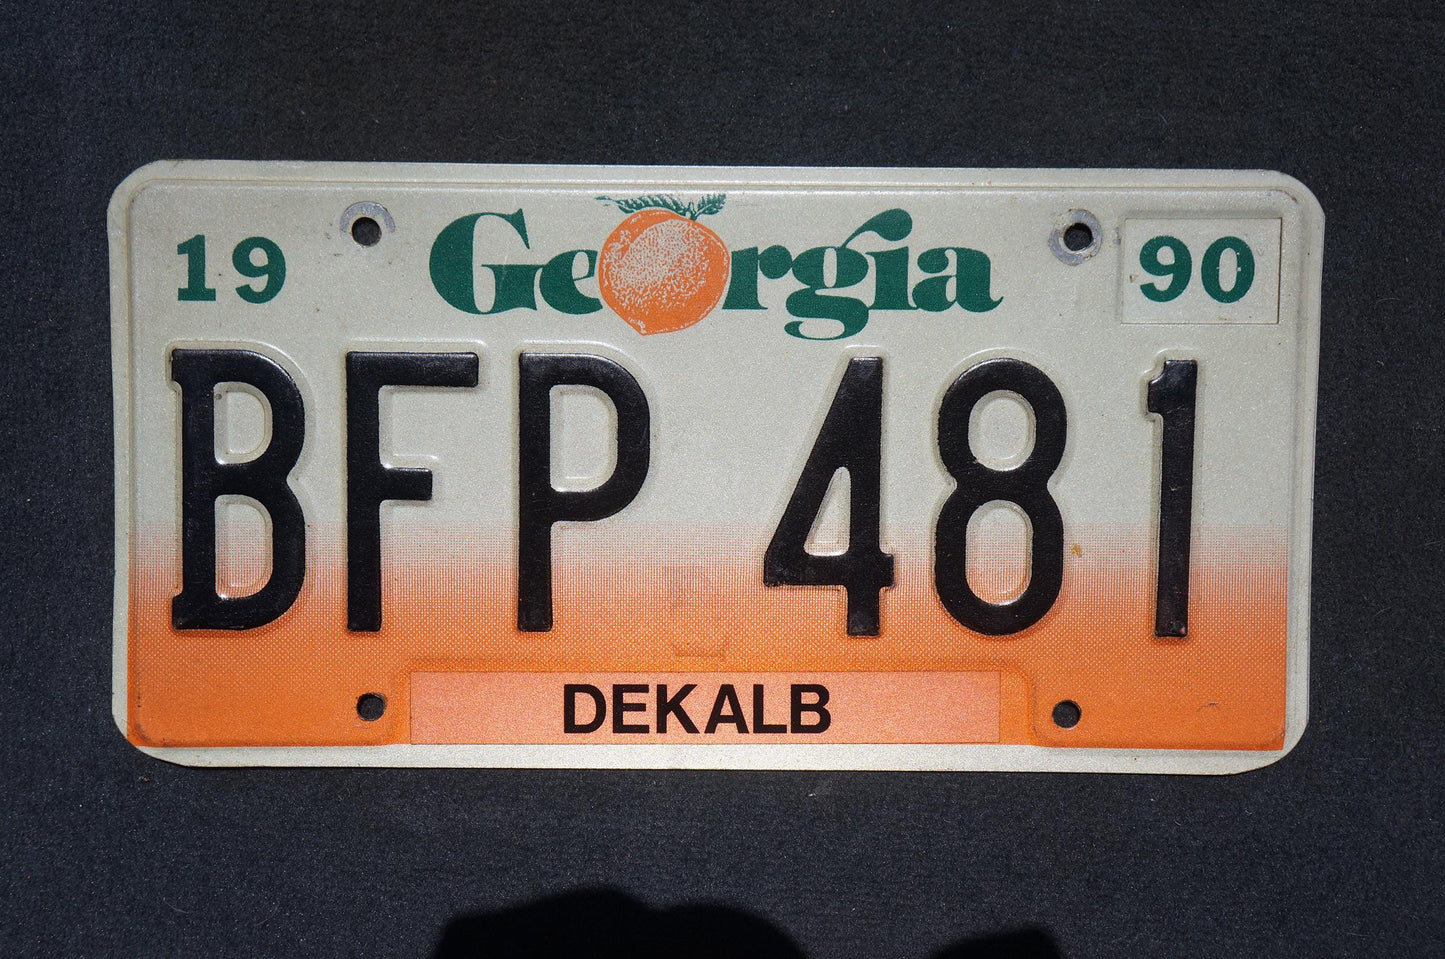 19 Georgia 90
BFP 481
DEKALB